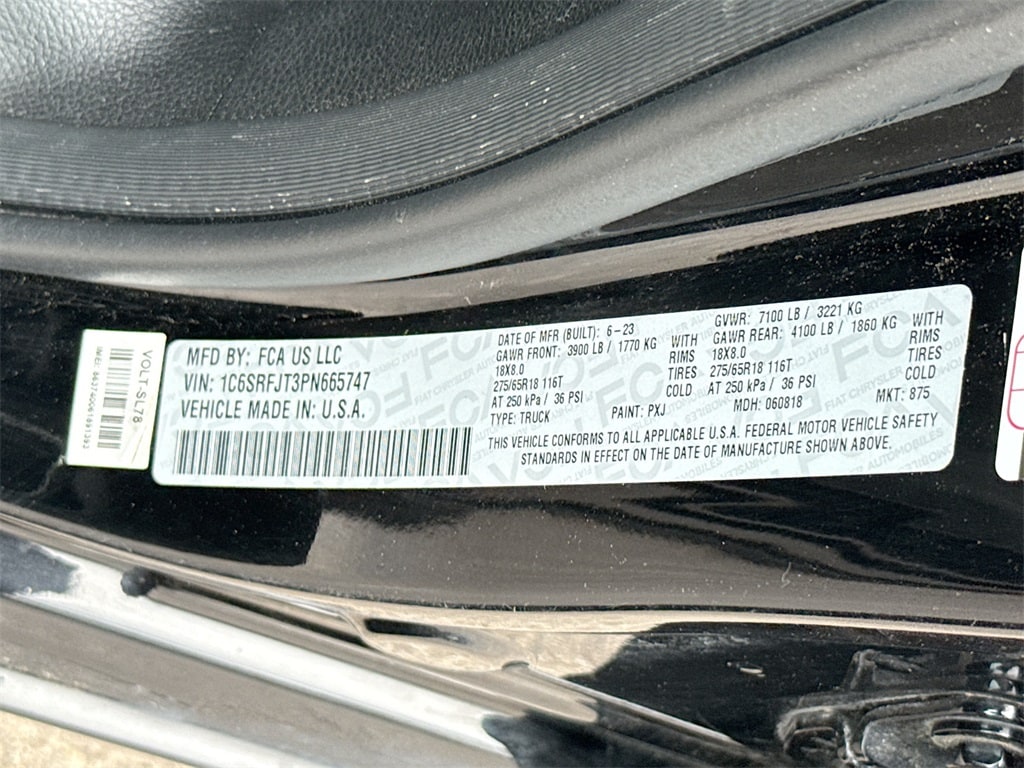 VOLT-SL78
MFD BY: FCA US LLC
VIN: 1C6SRFJT3PN665747
VEHICLE MADE IN: U.S.A.
DATE OF MFR (BUILT): 6-23
GAWR FRONT: 3900 LB / 1770 KG WITH
18X8.0 RIMS
275/65R18 116T TIRES
AT 250 kPa / 36 PSI COLD
TYPE: TRUCK PAINT: PXJ
GVWR: 7100 LB / 3221 KG
GAWR REAR: 4100 LB / 1860 KG WITH
18X8.0 RIMS
275/65R18 116T TIRES
AT 250 kPa / 36 PSI COLD
MDH: 060818 MKT: 875
THIS VEHICLE CONFORMS TO ALL APPLICABLE U.S.A. FEDERAL MOTOR VEHICLE SAFETY
STANDARDS IN EFFECT ON THE DATE OF MANUFACTURE SHOWN ABOVE.